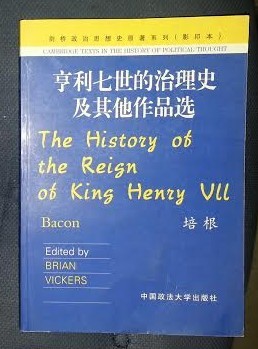 剑桥政治思想史原著系列(影印本)
CAMBRIDGE TEXTS IN THE HISTORY OF POLITICAL THOUGHT
亨利七世的治理史
及其他作品选
The History of
the Reign
of King Henry VII
Bacon 培根
Edited by
BRIAN
VICKERS
中国政法大学出版社